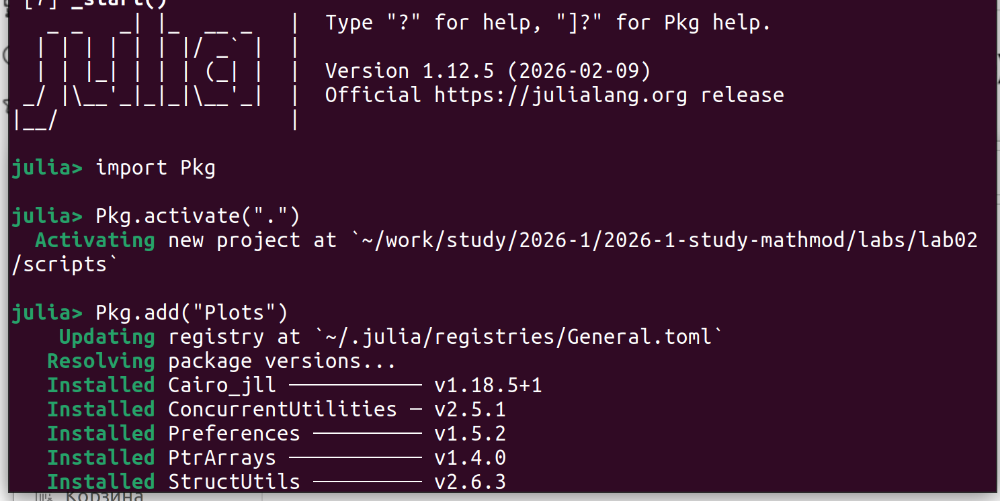 [7] _start()
Type "?" for help, "]?" for Pkg help.
Version 1.12.5 (2026-02-09)
Official https://julialang.org release
julia> import Pkg
julia> Pkg.activate(".")
Activating new project at `~/work/study/2026-1/2026-1-study-mathmod/labs/lab02
/scripts`
julia> Pkg.add("Plots")
Updating registry at `~/.julia/registries/General.toml`
Resolving package versions...
Installed Cairo_jll ─────────── v1.18.5+1
Installed ConcurrentUtilities ─ v2.5.1
Installed Preferences ───────── v1.5.2
Installed PtrArrays ─────────── v1.4.0
Installed StructUtils ───────── v2.6.3
Корзина